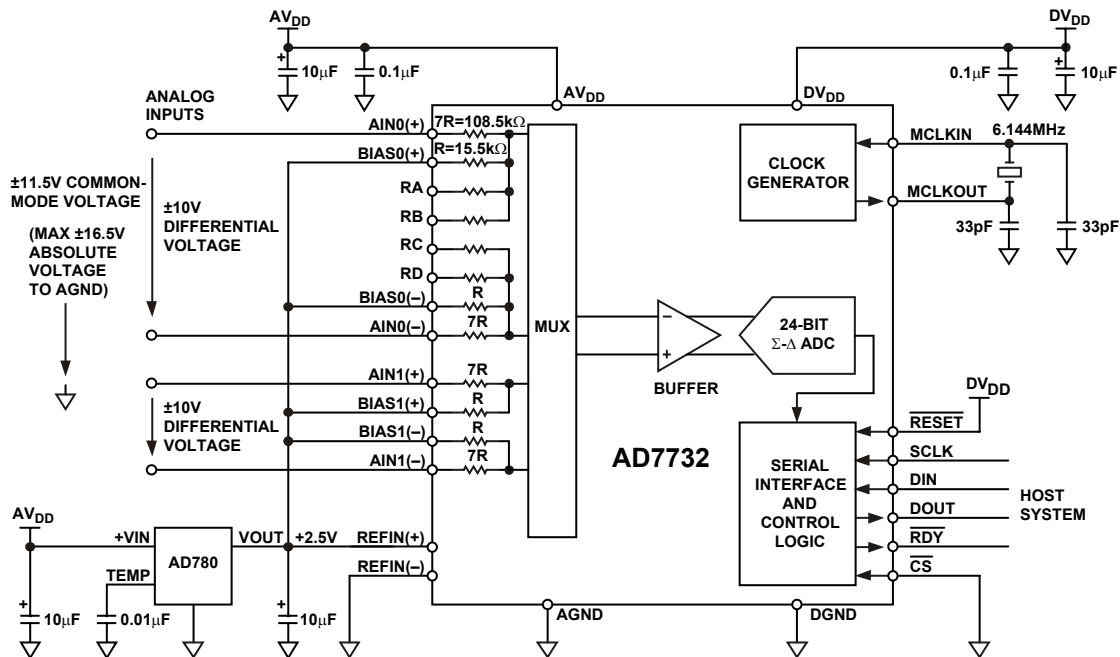 AVDD
10μF
0.1μF
DVDD
0.1μF
10μF
ANALOG
INPUTS
AVDD
DVDD
AIN0(+)
7R=108.5kΩ
BIAS0(+)
R=15.5kΩ
RA
RB
RC
RD
BIAS0(–)
R
AIN0(–)
7R
AIN1(+)
7R
BIAS1(+)
R
BIAS1(–)
R
AIN1(–)
7R
±11.5V COMMON-
MODE VOLTAGE
(MAX ±16.5V
ABSOLUTE
VOLTAGE
TO AGND)
±10V
DIFFERENTIAL
VOLTAGE
±10V
DIFFERENTIAL
VOLTAGE
MUX
–
+
BUFFER
24-BIT
Σ-Δ ADC
CLOCK
GENERATOR
MCLKIN
6.144MHz
MCLKOUT
33pF
33pF
AD7732
SERIAL
INTERFACE
AND
CONTROL
LOGIC
DVDD
RESET
SCLK
DIN
DOUT
RDY
CS
HOST
SYSTEM
AVDD
+VIN
AD780
VOUT
+2.5V
REFIN(+)
REFIN(–)
TEMP
10μF
0.01μF
10μF
AGND
DGND